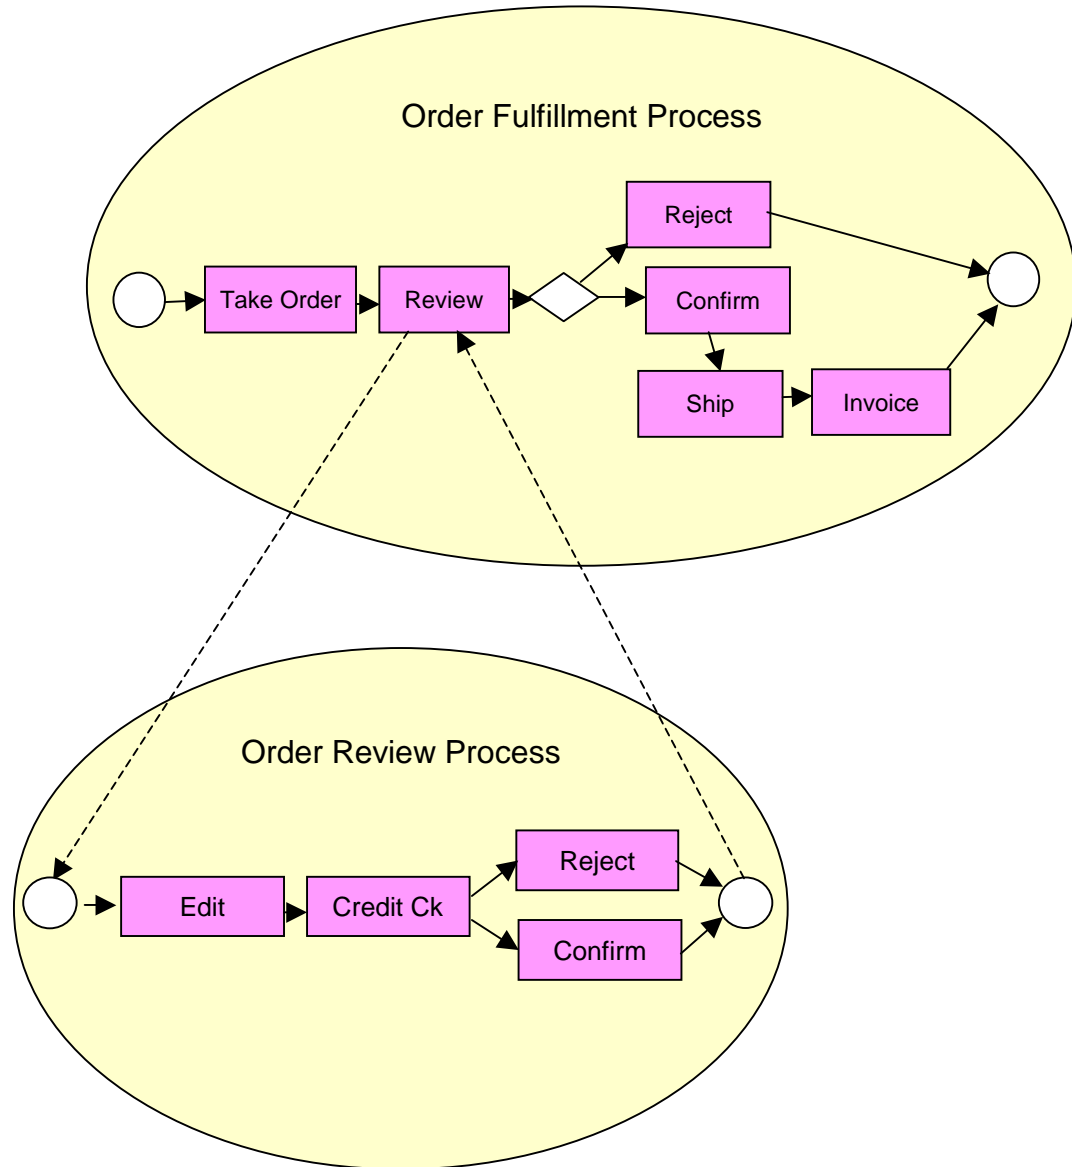 Order Fulfillment Process
Reject
Take Order
Review
Confirm
Ship
Invoice
Order Review Process
Reject
Edit
Credit Ck
Confirm